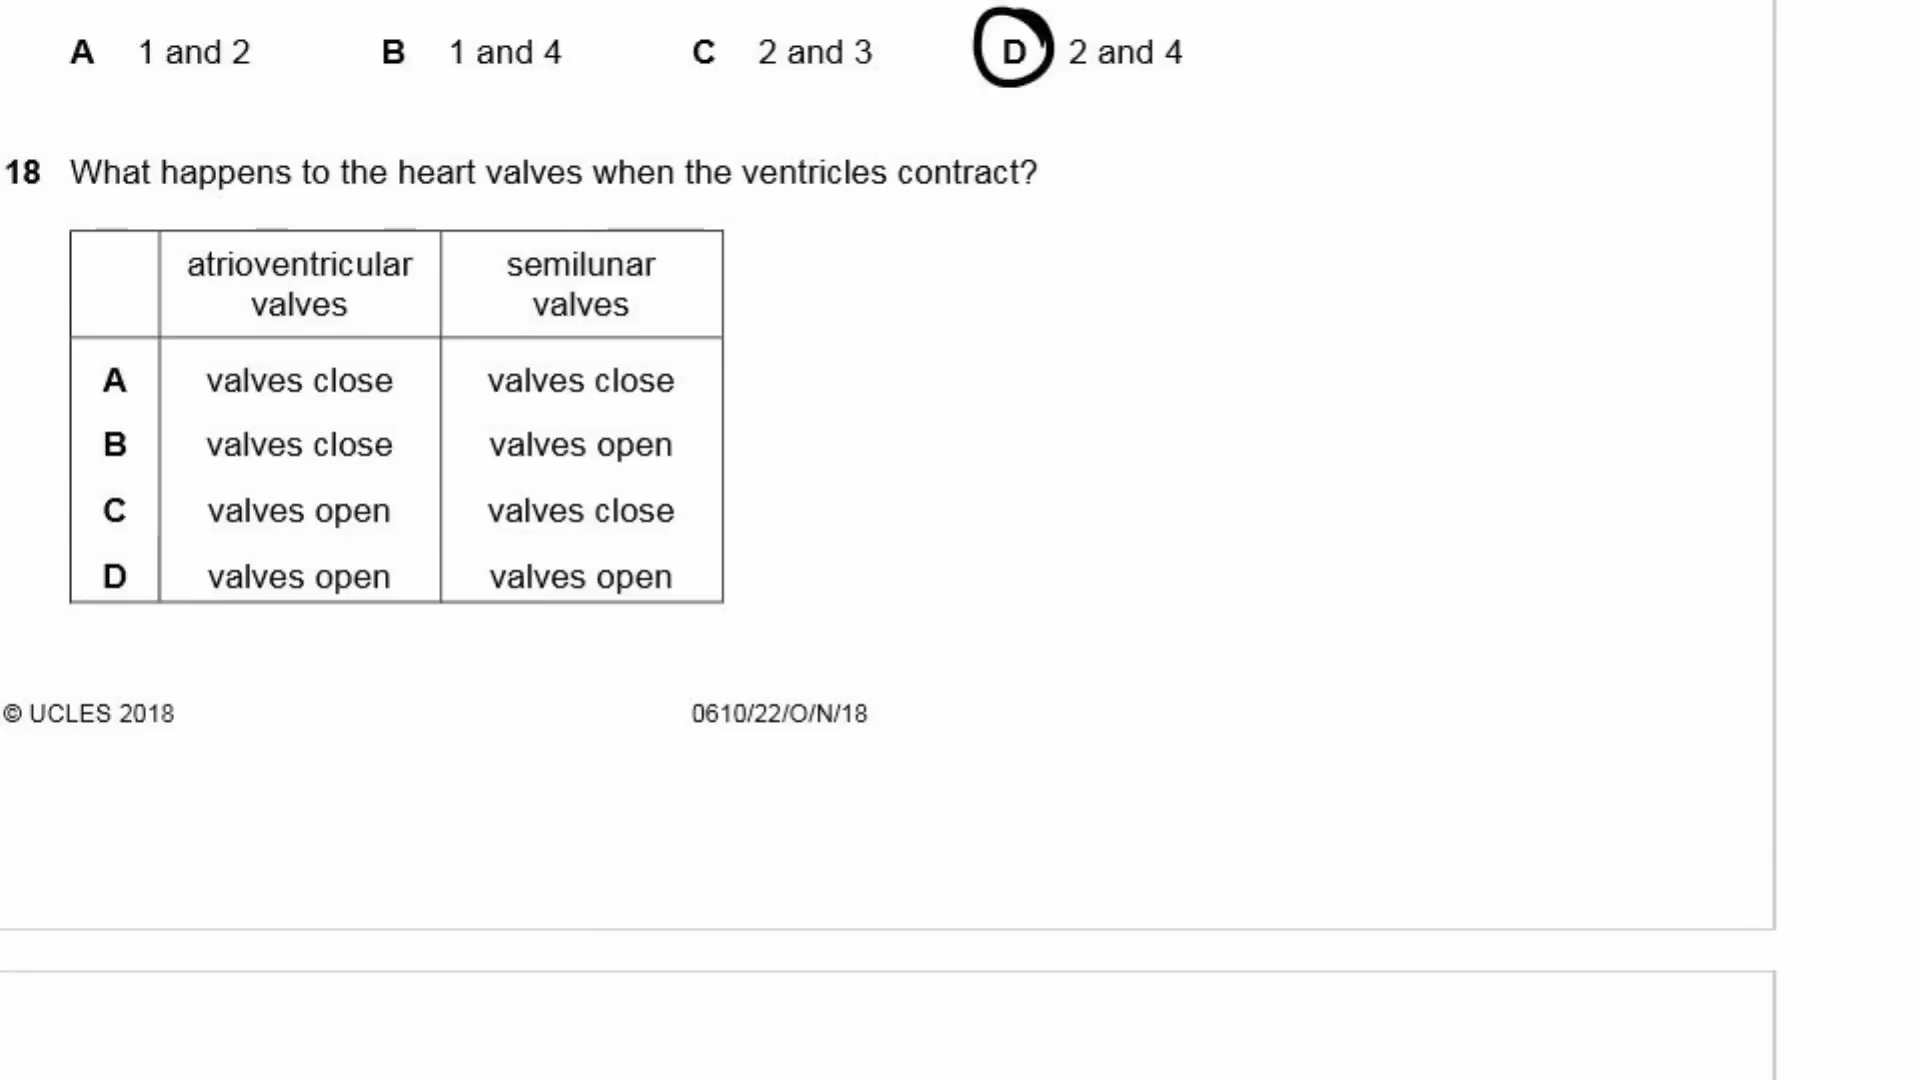 A 1 and 2 B 1 and 4 C 2 and 3 D 2 and 4
18 What happens to the heart valves when the ventricles contract?
atrioventricular valves semilunar valves
A valves close valves close
B valves close valves open
C valves open valves close
D valves open valves open
© UCLES 2018 0610/22/O/N/18